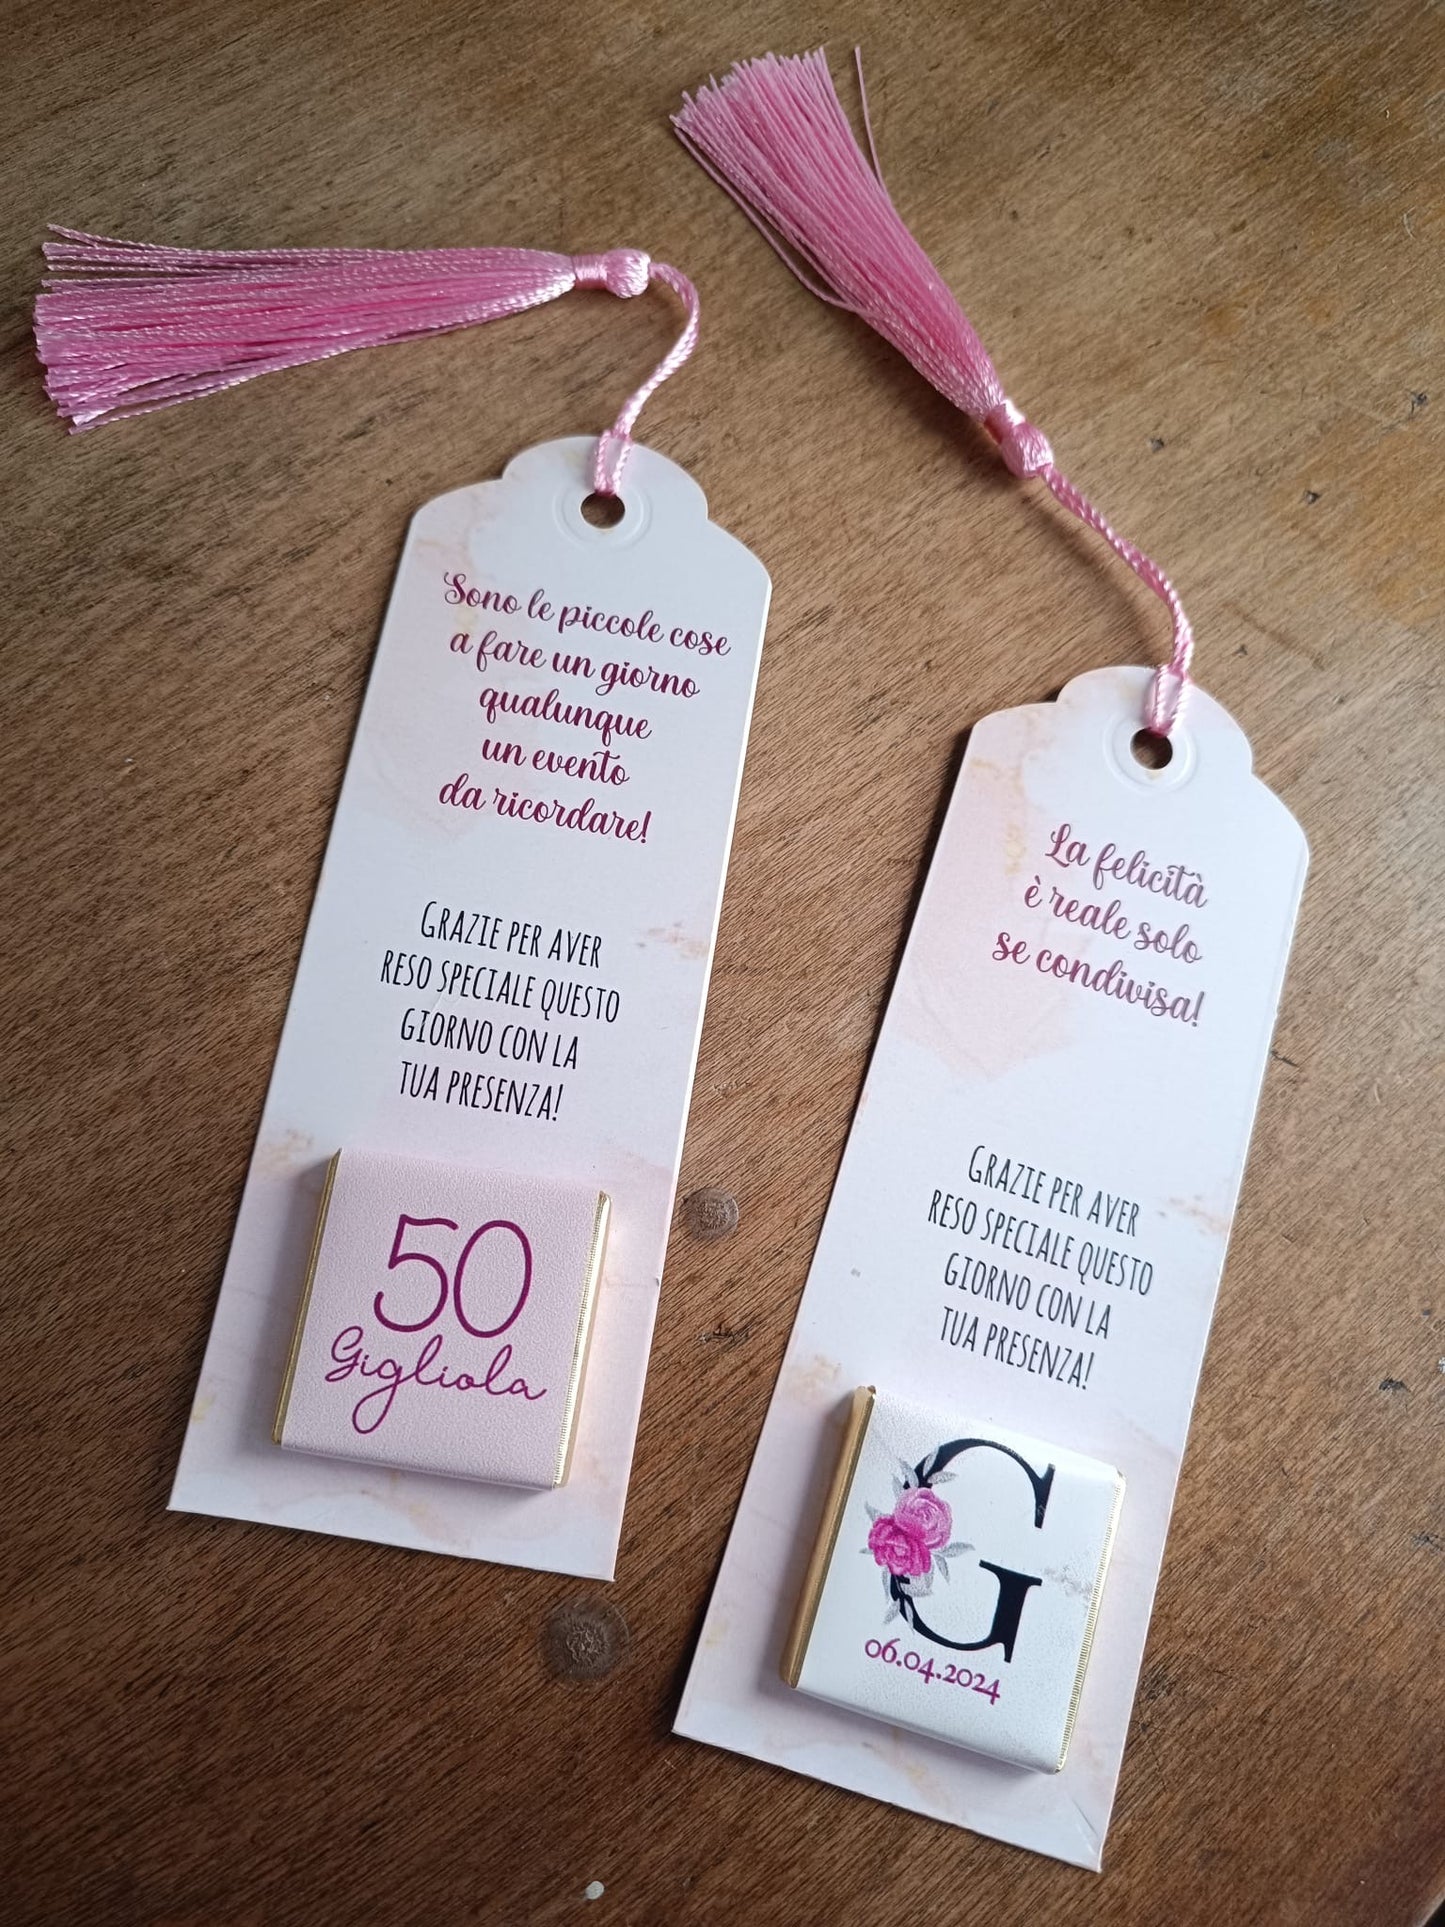 Sono le piccole cose
a fare un giorno
qualunque
un evento
da ricordare!
GRAZIE PER AVER
RESO SPECIALE QUESTO
GIORNO CON LA
TUA PRESENZA!
50
Gigliola
La felicità
è reale solo
se condivisa!
GRAZIE PER AVER
RESO SPECIALE QUESTO
GIORNO CON LA
TUA PRESENZA!
G
06.04.2024